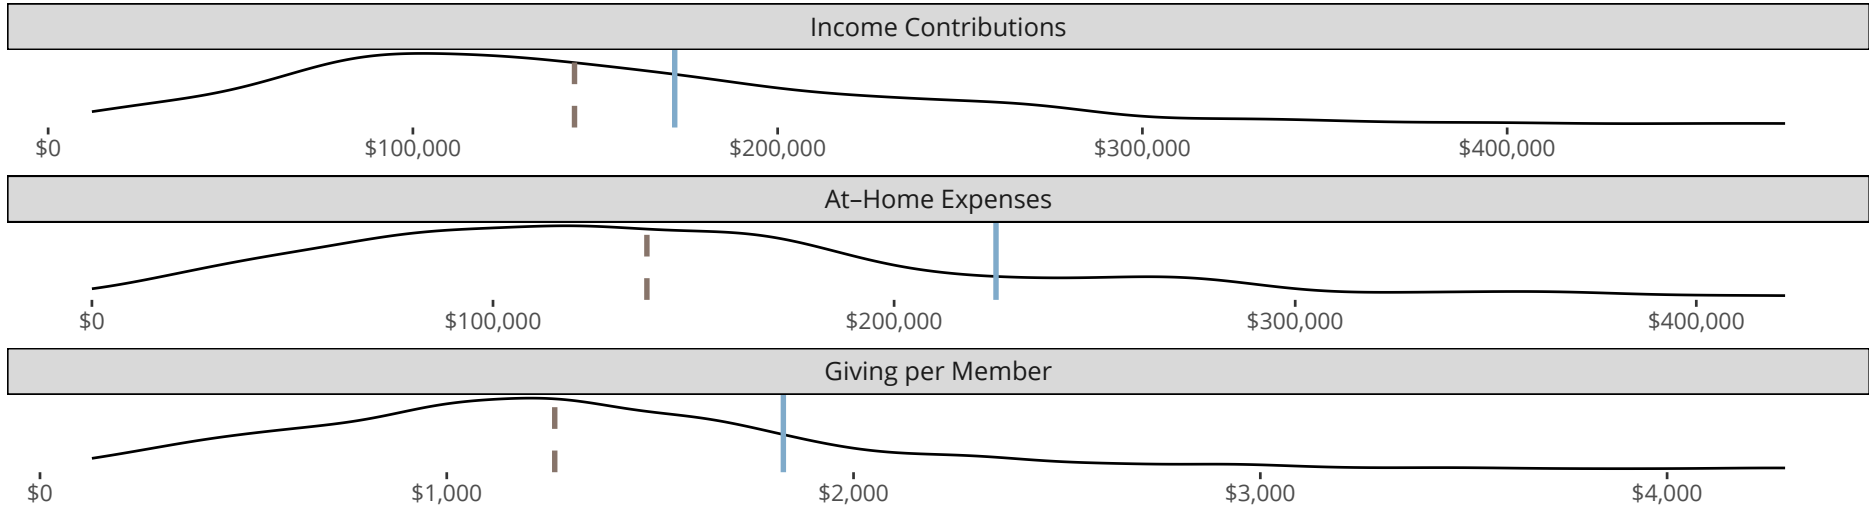 Income Contributions
$0 $100,000 $200,000 $300,000 $400,000
At–Home Expenses
$0 $100,000 $200,000 $300,000 $400,000
Giving per Member
$0 $1,000 $2,000 $3,000 $4,000